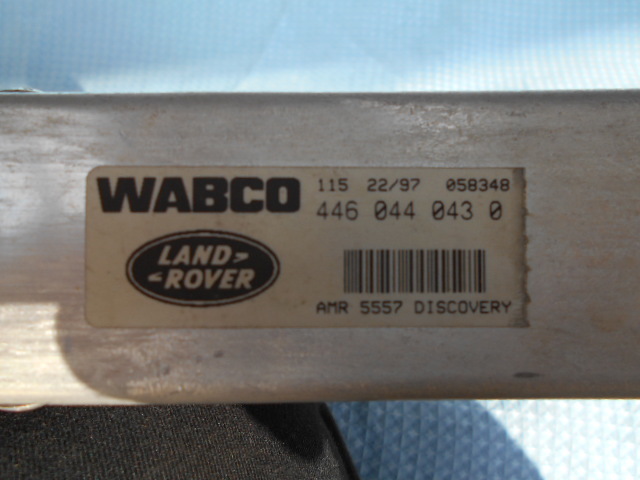 WABCO
115 22/97 058348
446 044 043 0
LAND
ROVER
AMR 5557 DISCOVERY